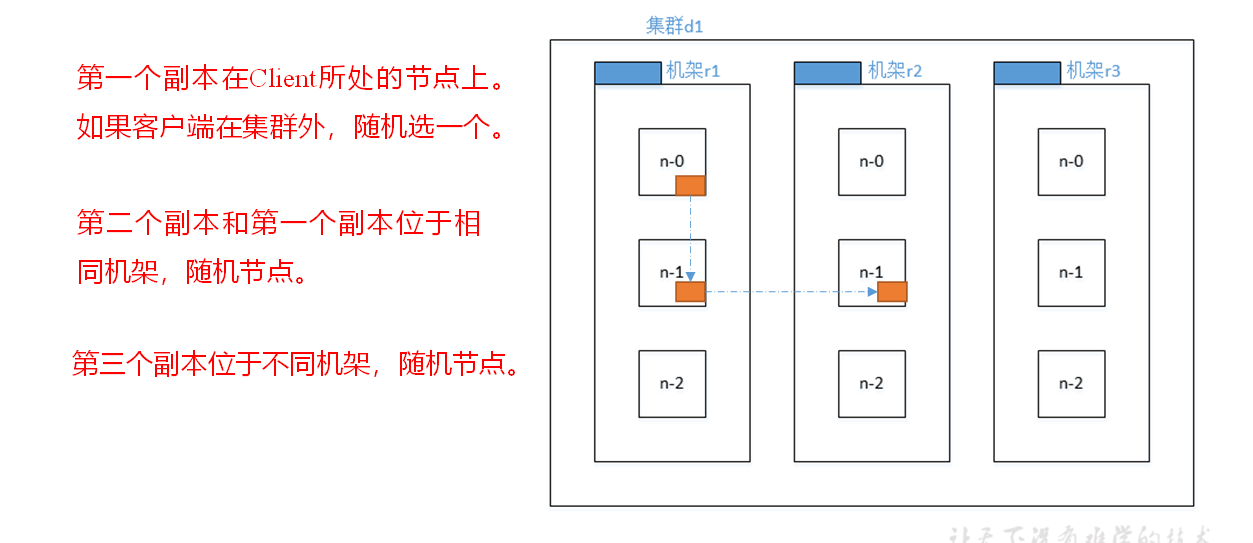 集群d1
第一个副本在Client所处的节点上。
如果客户端在集群外，随机选一个。
第二个副本和第一个副本位于相
同机架，随机节点。
第三个副本位于不同机架，随机节点。
机架r1
机架r2
机架r3
n-0
n-0
n-0
n-1
n-1
n-1
n-2
n-2
n-2
让天下没有难学的技术